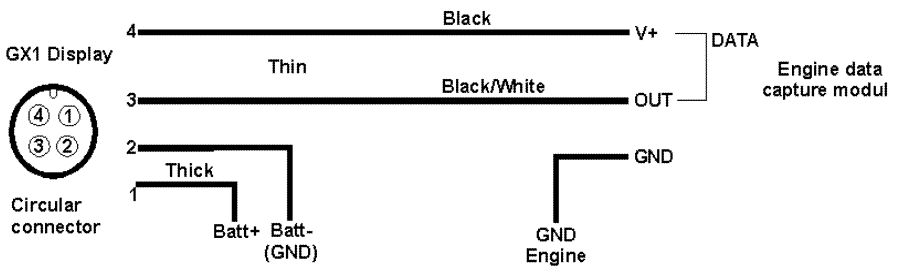 Black
4
V+
GX1 Display
DATA
Thin
Engine data
capture modul
Black/White
4 1
3
OUT
3 2
2
GND
Thick
1
Circular
connector
Batt+
Batt-
(GND)
GND
Engine